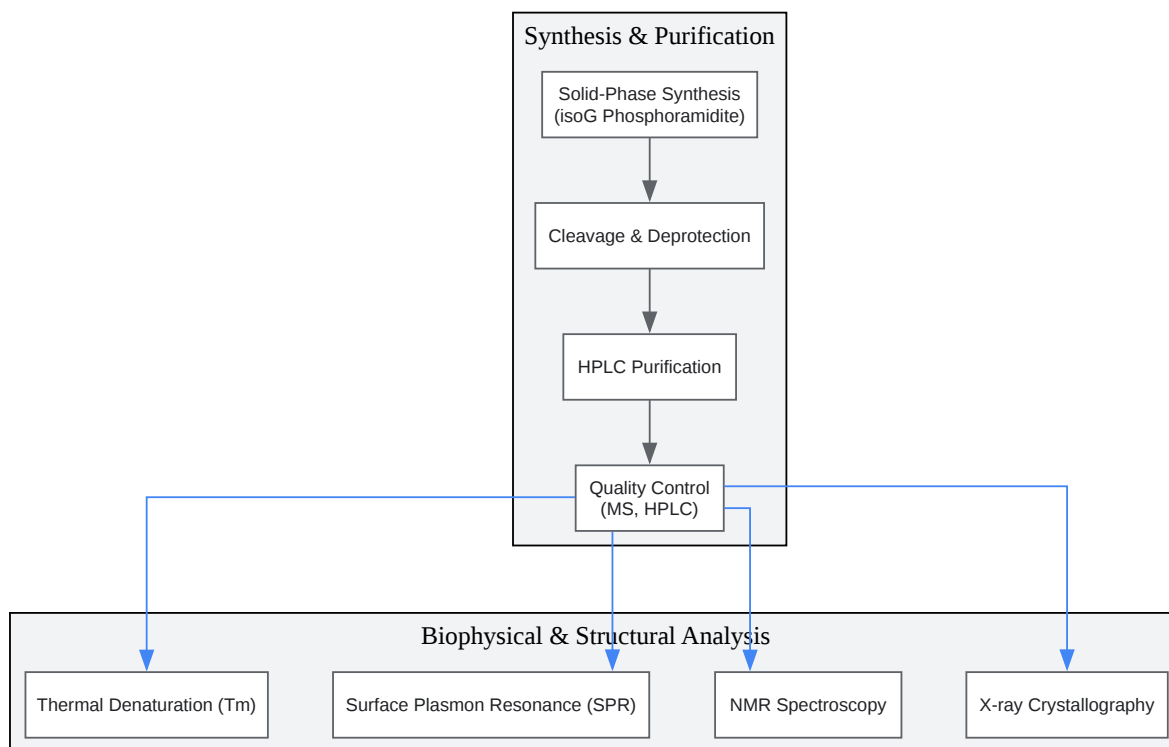 Synthesis & Purification
Solid-Phase Synthesis
(isoG Phosphoramidite)
Cleavage & Deprotection
HPLC Purification
Quality Control
(MS, HPLC)
Biophysical & Structural Analysis
Thermal Denaturation (Tm)
Surface Plasmon Resonance (SPR)
NMR Spectroscopy
X-ray Crystallography